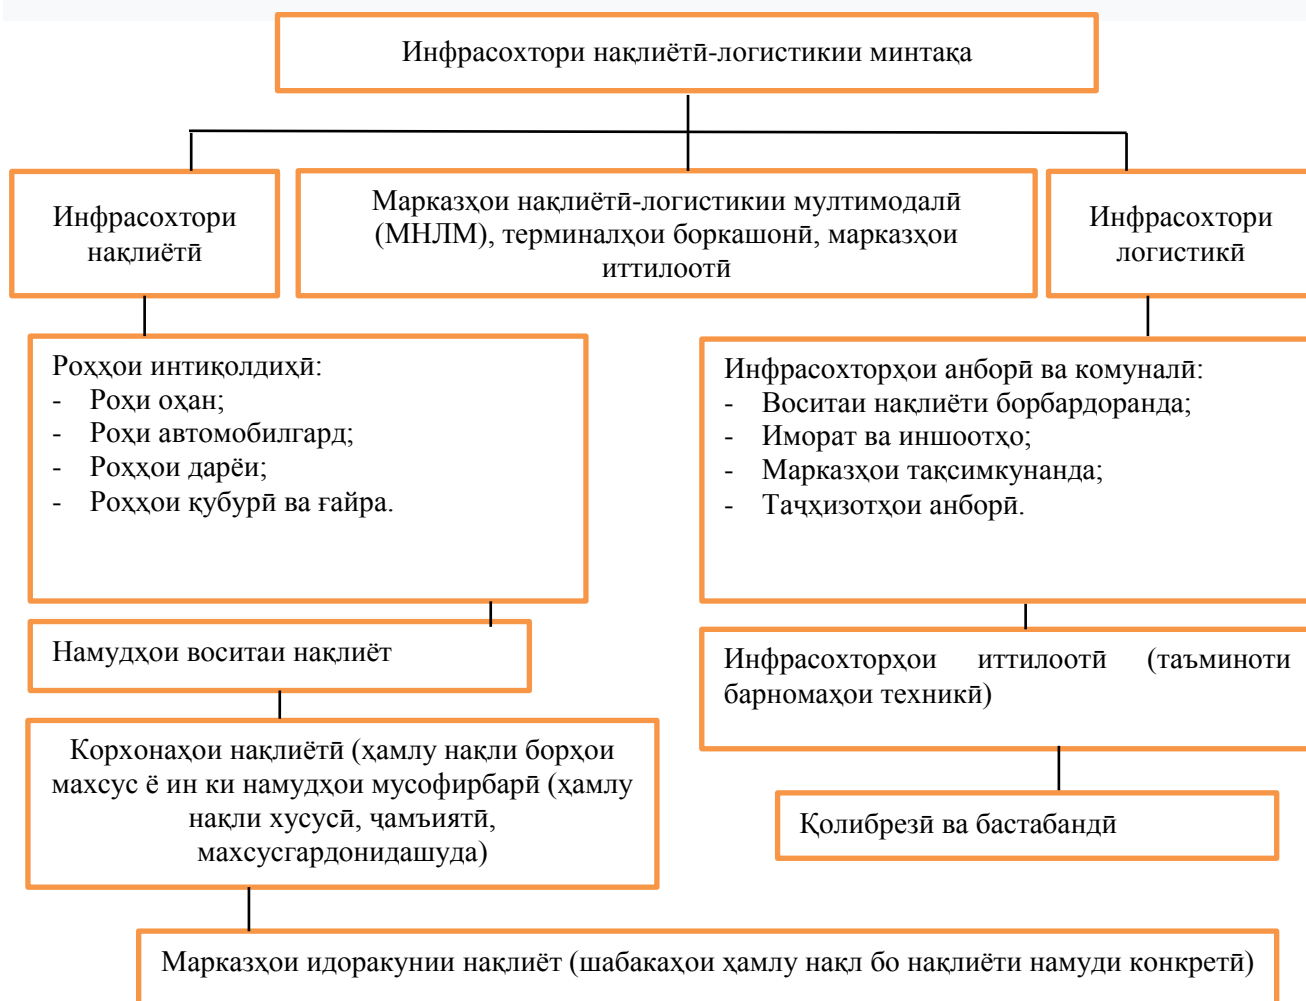 Инфрасохтори нақлиётӣ-логистикии минтақа
Инфрасохтори
нақлиётӣ
Марказҳои нақлиётӣ-логистикии мултимодалӣ
(МНЛМ), терминалҳои боркашонӣ, марказҳои
иттилоотӣ
Инфрасохтори
логистикӣ
Роҳҳои интиқолдиҳӣ:
- Роҳи оҳан;
- Роҳи автомобилгард;
- Роҳҳои дарёи;
- Роҳҳои қубурӣ ва ғайра.
Инфрасохторҳои анборӣ ва комуналӣ:
- Воситаи нақлиёти борбардоранда;
- Иморат ва иншоотҳо;
- Марказҳои тақсимкунанда;
- Таҷҳизотҳои анборӣ.
Намудҳои воситаи нақлиёт
Инфрасохторҳои иттилоотӣ (таъминоти
барномаҳои техникӣ)
Корхонаҳои нақлиётӣ (ҳамлу нақли борҳои
махсус ё ин ки намудҳои мусофирбарӣ (ҳамлу
нақли хусусӣ, ҷамъиятӣ,
махсусгардонидашуда)
Қолибрезӣ ва бастабандӣ
Марказҳои идоракунии нақлиёт (шабакаҳои ҳамлу нақл бо нақлиёти намуди конкретӣ)